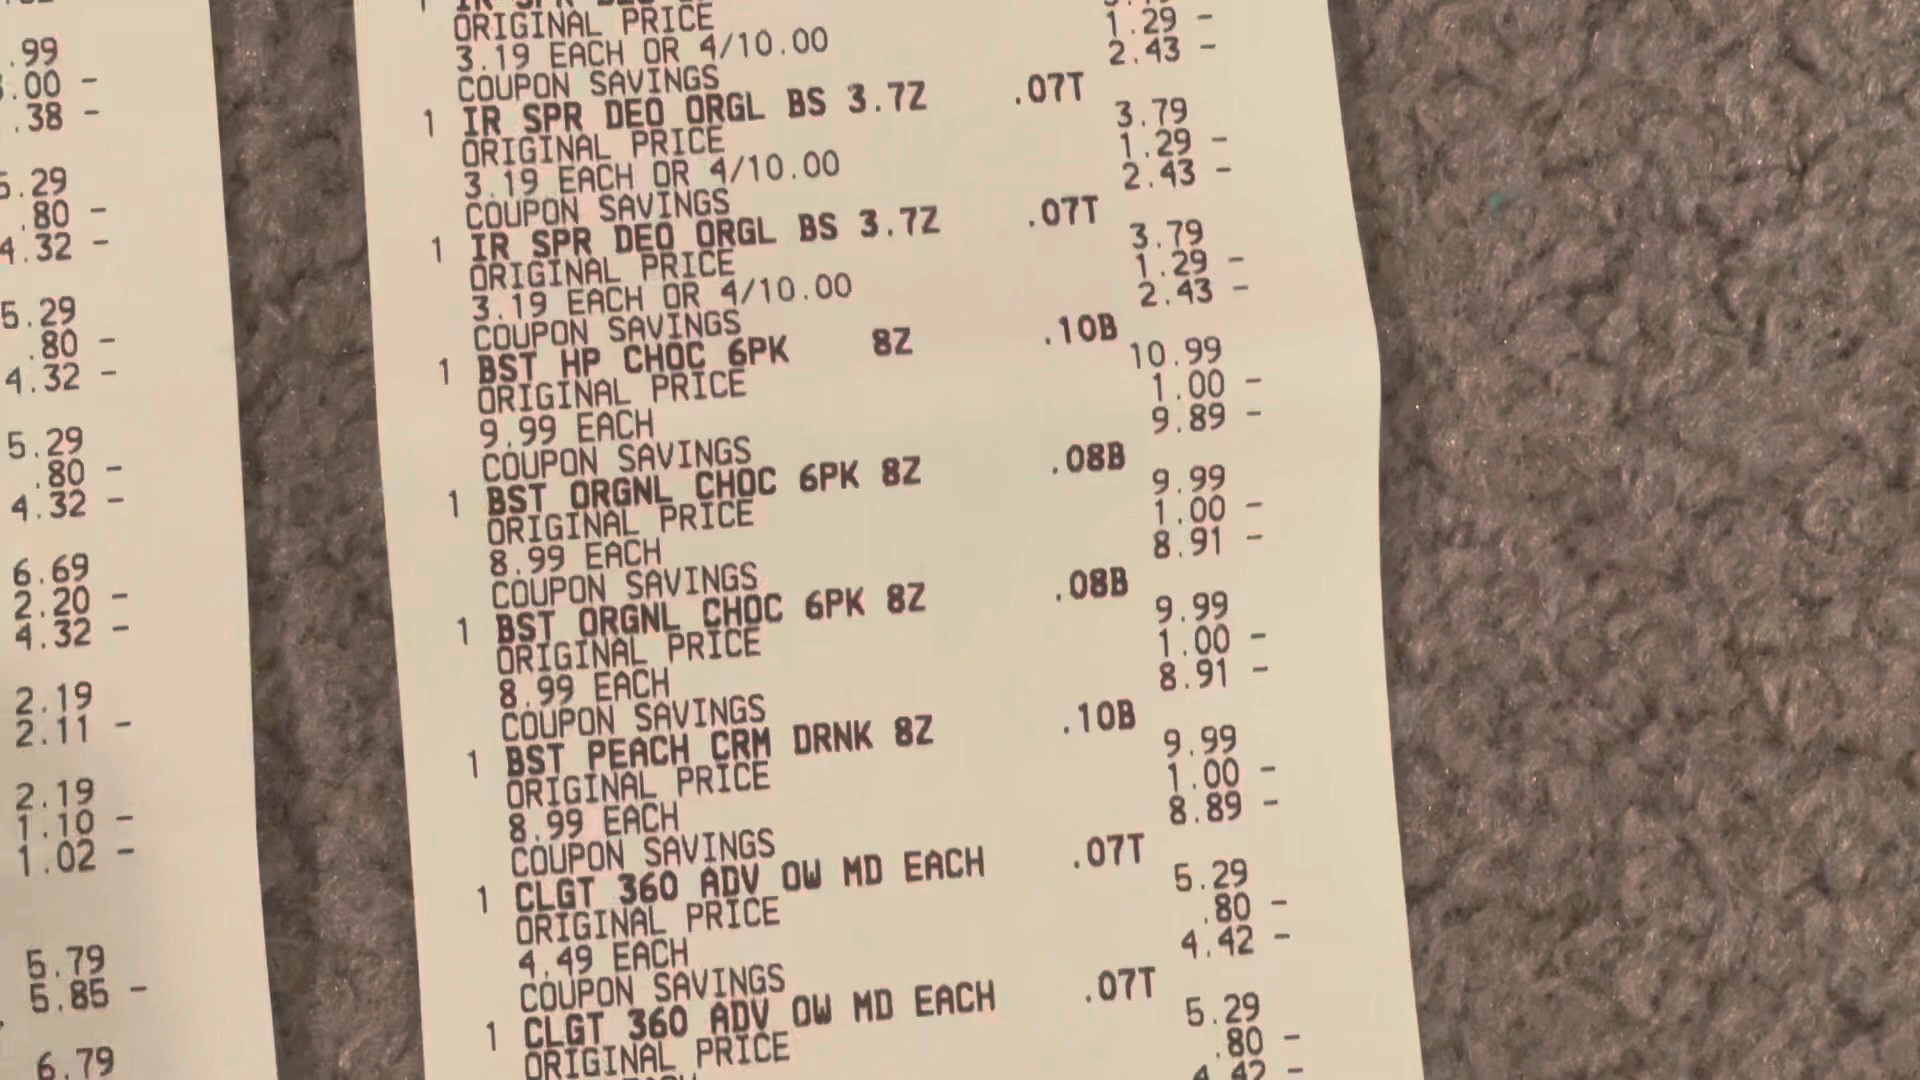 .99
.00 -
.38 -
5.29
.80 -
4.32 -
5.29
.80 -
4.32 -
5.29
.80 -
4.32 -
6.69
2.20 -
4.32 -
2.19
2.11 -
2.19
1.10 -
1.02 -
5.79
5.85 -
6.79
ORIGINAL PRICE
3.19 EACH OR 4/10.00 1.29 -
COUPON SAVINGS 2.43 -
1 IR SPR DEO ORGL BS 3.7Z .07T
ORIGINAL PRICE 3.79
3.19 EACH OR 4/10.00 1.29 -
COUPON SAVINGS 2.43 -
1 IR SPR DEO ORGL BS 3.7Z .07T
ORIGINAL PRICE 3.79
3.19 EACH OR 4/10.00 1.29 -
COUPON SAVINGS 2.43 -
1 BST HP CHOC 6PK 8Z .10B
ORIGINAL PRICE 10.99
9.99 EACH 1.00 -
COUPON SAVINGS 9.89 -
1 BST ORGNL CHOC 6PK 8Z .08B
ORIGINAL PRICE 9.99
8.99 EACH 1.00 -
COUPON SAVINGS 8.91 -
1 BST ORGNL CHOC 6PK 8Z .08B
ORIGINAL PRICE 9.99
8.99 EACH 1.00 -
COUPON SAVINGS 8.91 -
1 BST PEACH CRM DRNK 8Z .10B
ORIGINAL PRICE 9.99
8.99 EACH 1.00 -
COUPON SAVINGS 8.89 -
1 CLGT 360 ADV OW MD EACH .07T
ORIGINAL PRICE 5.29
4.49 EACH .80 -
COUPON SAVINGS 4.42 -
1 CLGT 360 ADV OW MD EACH .07T
ORIGINAL PRICE 5.29
.80 -
4.42 -